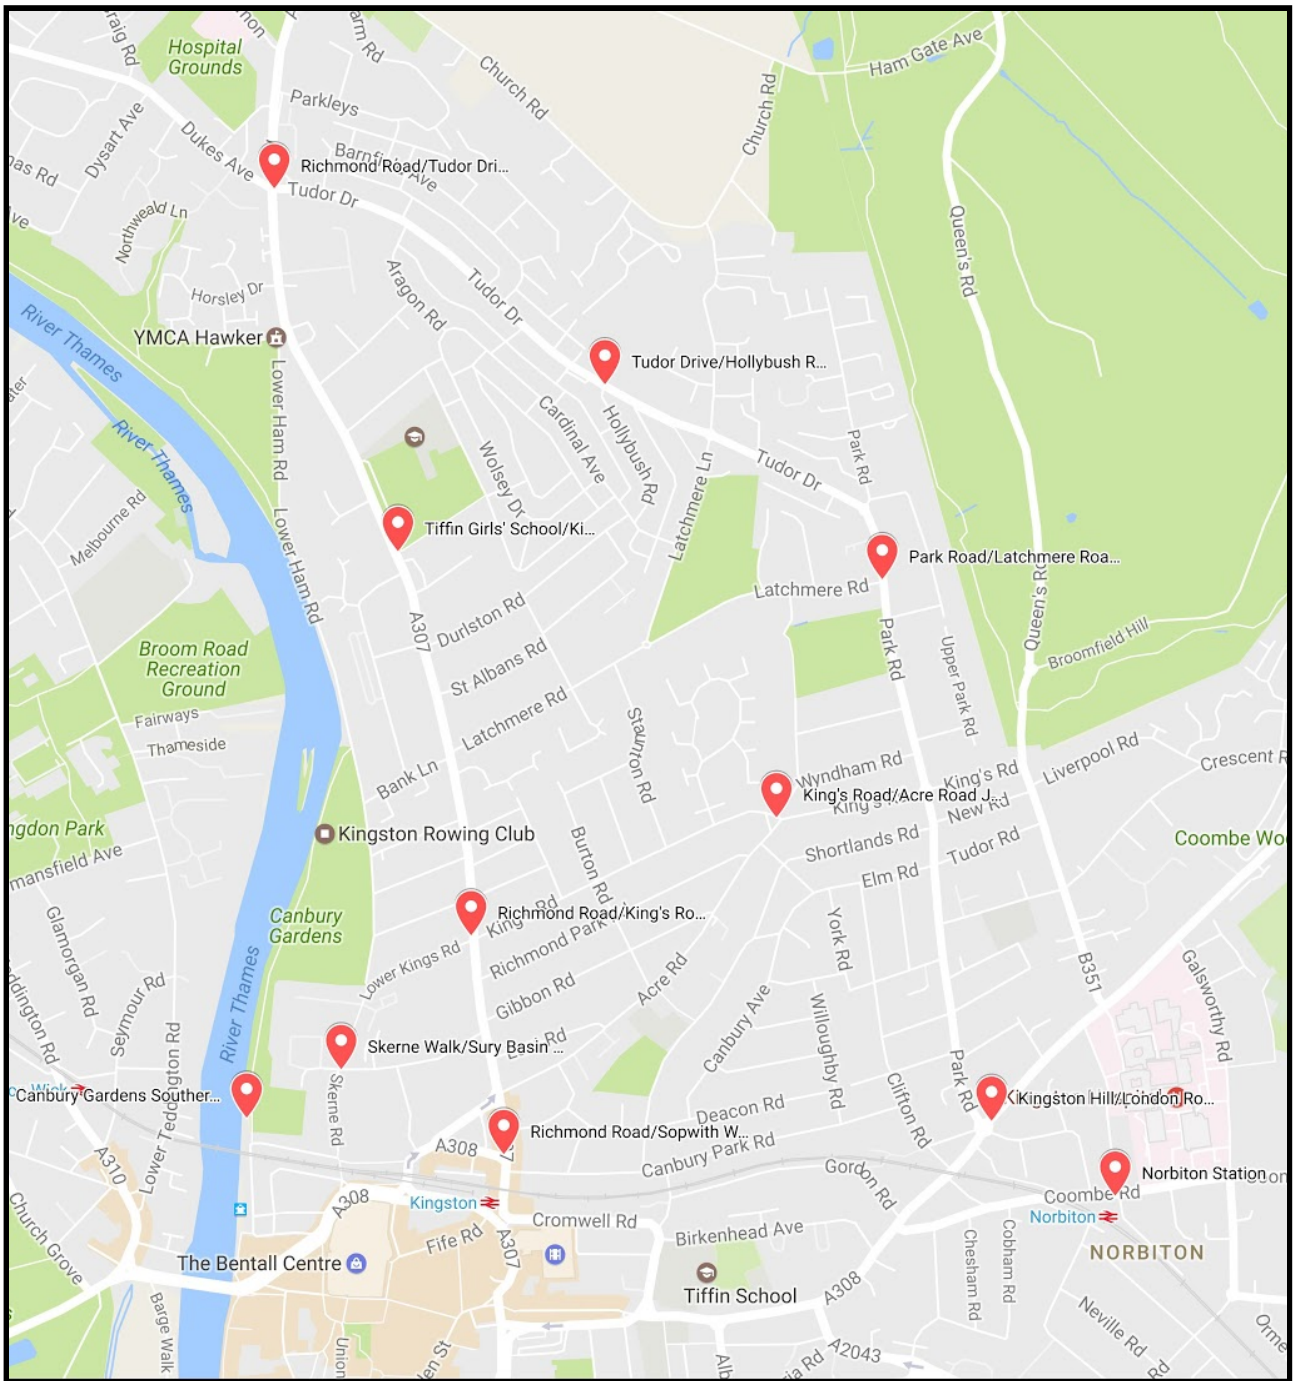 Hospital
Grounds
Church Rd
Ham Gate Ave
Parkleys
Church Rd
Dysart Ave
Dukes Ave
Barnfield Ave
Richmond Road/Tudor Dri...
Tudor Dr
Northweald Ln
Queen's Rd
Aragon Rd
Tudor Dr
Horsley Dr
River Thames
YMCA Hawker
Lower Ham Rd
Tudor Drive/Hollybush R...
Cardinal Ave
Hollybush Rd
River Thames
Wolsey Dr
Latchmere Ln
Tudor Dr
Park Rd
Melbourne Rd
Lower Ham Rd
Tiffin Girls' School/Ki...
Park Road/Latchmere Roa...
Latchmere Rd
A307
Durlston Rd
Queen's Rd
Broomfield Hill
Broom Road
Recreation
Ground
St Albans Rd
Park Rd
Upper Park Rd
Fairways
Thameside
Latchmere Rd
Staunton Rd
Bank Ln
Wyndham Rd
King's Rd
Liverpool Rd
Crescent R
King's Road/Acre Road J...
New Rd
Kingston Rowing Club
ngdon Park
mansfield Ave
Burton Rd
Shortlands Rd
Tudor Rd
Elm Rd
Coombe Wo
Canbury
Gardens
Glamorgan Rd
Richmond Road/King's Ro...
Richmond Park
Lower Kings Rd
York Rd
B351
Galsworthy Rd
Gibbon Rd
Acre Rd
Seymour Rd
River Thames
Canbury Ave
Willoughby Rd
Skerne Walk/Sury Basin ...
Skerne Rd
Canbury Gardens Souther...
Lower Teddington Rd
Park Rd
Clifton Rd
Deacon Rd
Kingston Hill/London Ro...
Richmond Road/Sopwith W...
A308
Canbury Park Rd
A310
Gordon Rd
Norbiton Station
Coombe Rd
Norbiton
A308
Kingston
Cromwell Rd
Birkenhead Ave
Church Grove
Fife Rd
A307
Chesham Rd
Cobham Rd
NORBITON
The Bentall Centre
Tiffin School
A308
Barge Walk
Union
Neville Rd
A2043